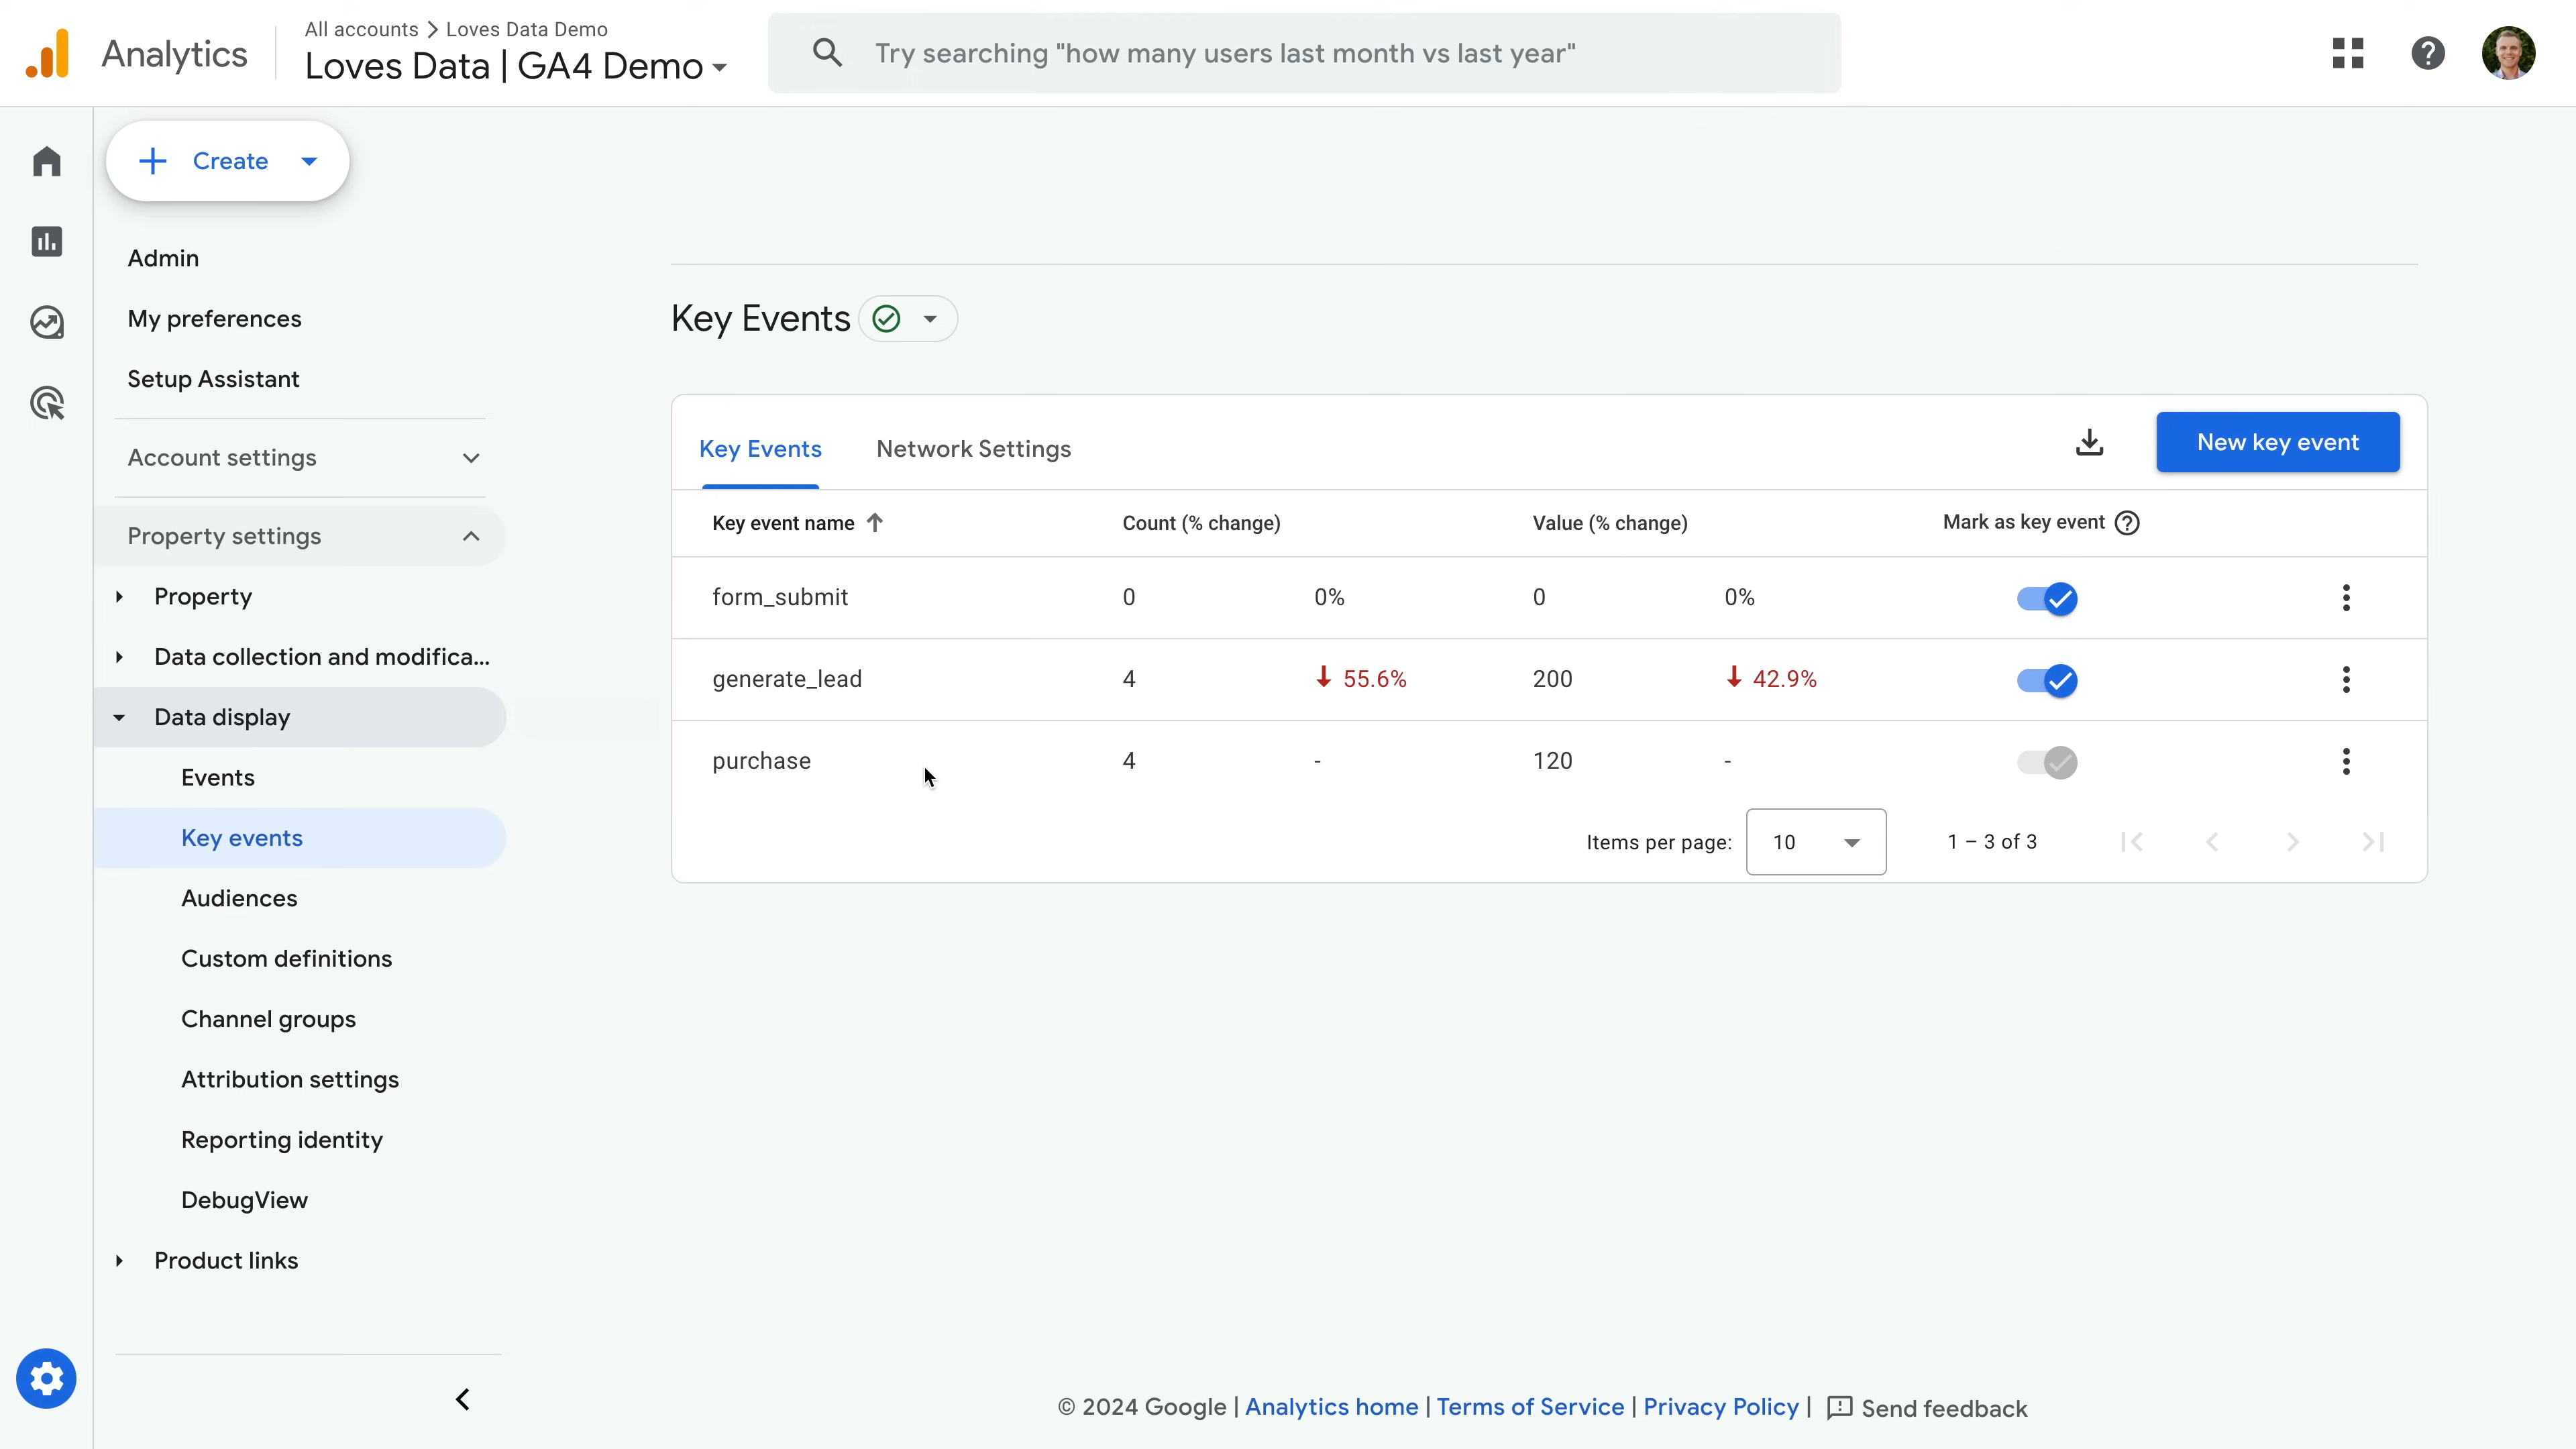 Analytics
All accounts > Loves Data Demo
Loves Data | GA4 Demo
Try searching "how many users last month vs last year"
Create
Admin
My preferences
Setup Assistant
Account settings
Property settings
Property
Data collection and modifica...
Data display
Events
Key events
Audiences
Custom definitions
Channel groups
Attribution settings
Reporting identity
DebugView
Product links
Key Events
Key Events Network Settings New key event
Key event name Count (% change) Value (% change) Mark as key event
form_submit 0 0% 0 0%
generate_lead 4 55.6% 200 42.9%
purchase 4 - 120 -
Items per page: 10 1 – 3 of 3
© 2024 Google | Analytics home | Terms of Service | Privacy Policy | Send feedback